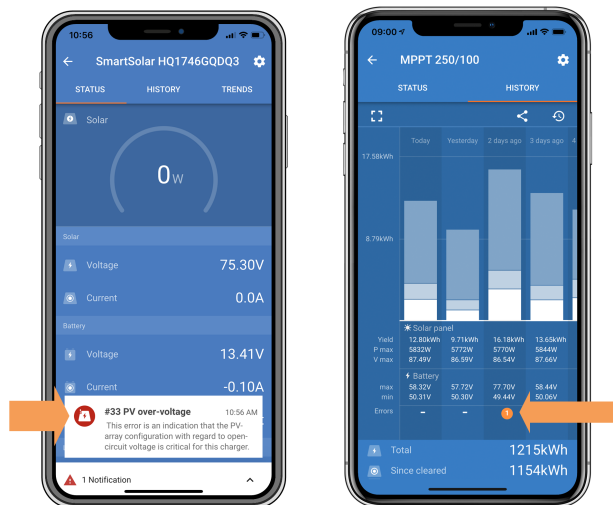 10:56
SmartSolar HQ1746GQDQ3
STATUS HISTORY TRENDS
Solar
0W
Solar
Voltage 75.30V
Current 0.0A
Battery
Voltage 13.41V
Current -0.10A
#33 PV over-voltage 10:56 AM
This error is an indication that the PV-
array configuration with regard to open-
circuit voltage is critical for this charger.
1 Notification
09:00
MPPT 250/100
STATUS HISTORY
Today Yesterday 2 days ago 3 days ago 4
17.58kWh
8.79kWh
Solar panel
Yield 12.80kWh 9.71kWh 16.18kWh 13.65kWh
P max 5832W 5772W 5770W 5844W
V max 87.49V 86.59V 86.54V 87.66V
Battery
max 58.32V 57.72V 77.70V 58.44V
min 50.31V 50.30V 49.44V 50.06V
Errors – – 1
Total 1215kWh
Since cleared 1154kWh